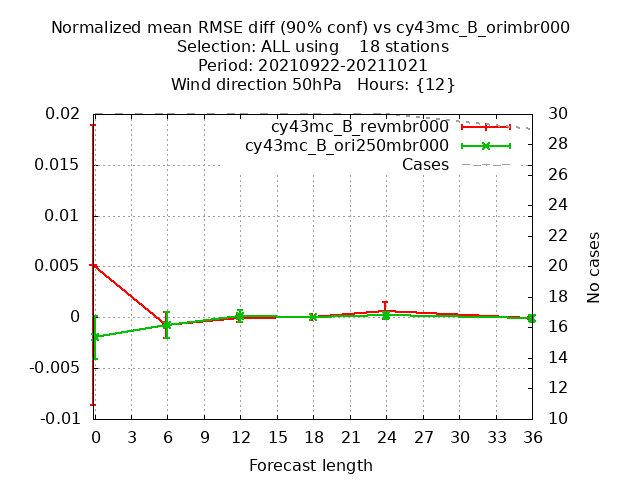 Normalized mean RMSE diff (90% conf) vs cy43mc_B_orimbr000
Selection: ALL using    18 stations
Period: 20210922-20211021
Wind direction 50hPa   Hours: {12}
cy43mc_B_revmbr000
cy43mc_B_ori250mbr000
Cases
0.02
0.015
0.01
0.005
0
-0.005
-0.01
30
28
26
24
22
20
18
16
14
12
10
No cases
0 3 6 9 12 15 18 21 24 27 30 33 36
Forecast length